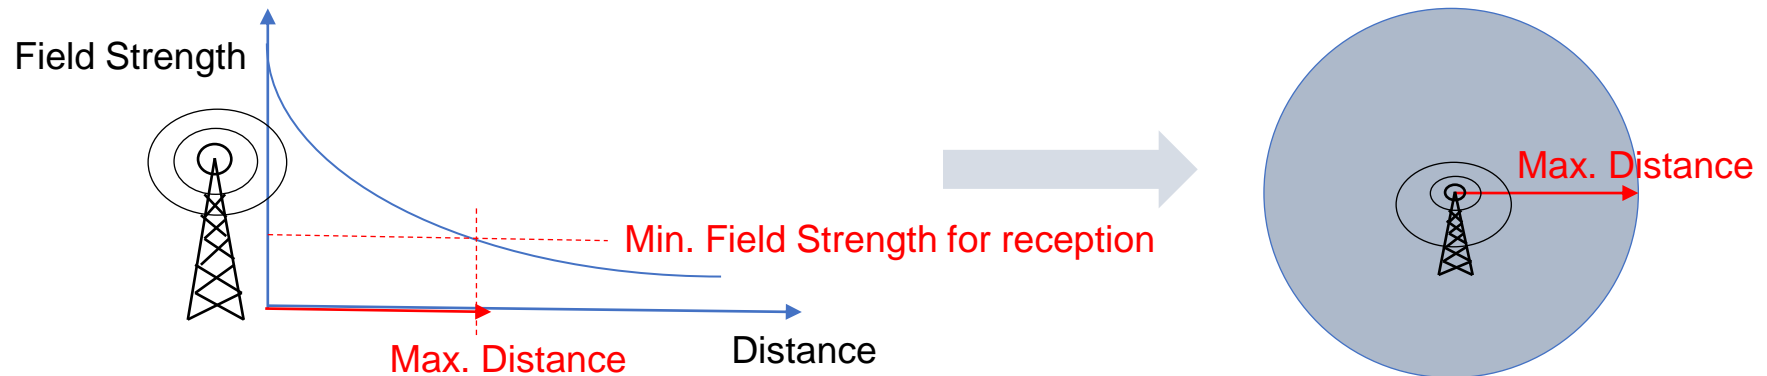 Field Strength
Min. Field Strength for reception
Max. Distance
Distance
Max. Distance